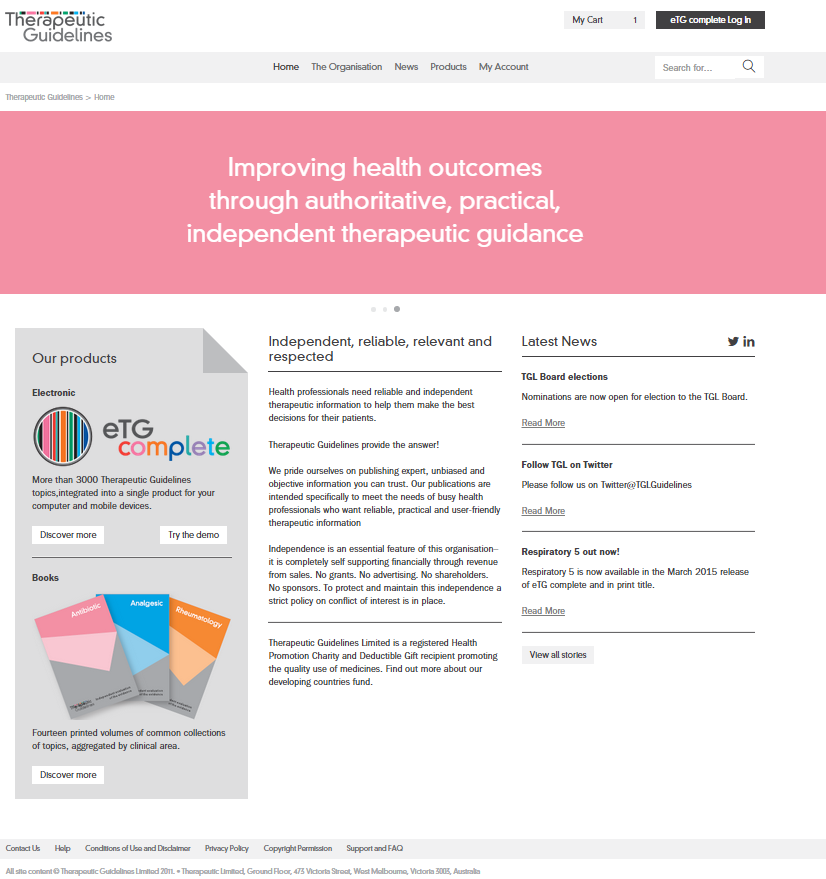 Therapeutic
Guidelines
My Cart 1
eTG complete Log In
Home The Organisation News Products My Account
Search for...
Therapeutic Guidelines > Home
Improving health outcomes
through authoritative, practical,
independent therapeutic guidance
Our products
Electronic
eTG
complete
More than 3000 Therapeutic Guidelines
topics,integrated into a single product for your
computer and mobile devices.
Discover more Try the demo
Books
Antibiotic
Analgesic
Rheumatology
Fourteen printed volumes of common collections
of topics, aggregated by clinical area.
Discover more
Independent, reliable, relevant and
respected
Health professionals need reliable and independent
therapeutic information to help them make the best
decisions for their patients.
Therapeutic Guidelines provide the answer!
We pride ourselves on publishing expert, unbiased and
objective information you can trust. Our publications are
intended specifically to meet the needs of busy health
professionals who want reliable, practical and user-friendly
therapeutic information
Independence is an essential feature of this organisation–
it is completely self supporting financially through revenue
from sales. No grants. No advertising. No shareholders.
No sponsors. To protect and maintain this independence a
strict policy on conflict of interest is in place.
Therapeutic Guidelines Limited is a registered Health
Promotion Charity and Deductible Gift recipient promoting
the quality use of medicines. Find out more about our
developing countries fund.
Latest News
TGL Board elections
Nominations are now open for election to the TGL Board.
Read More
Follow TGL on Twitter
Please follow us on Twitter@TGLGuidelines
Read More
Respiratory 5 out now!
Respiratory 5 is now available in the March 2015 release
of eTG complete and in print title.
Read More
View all stories
Contact Us Help Conditions of Use and Disclaimer Privacy Policy Copyright Permission Support and FAQ
All site content © Therapeutic Guidelines Limited 2011. • Therapeutic Limited, Ground Floor, 473 Victoria Street, West Melbourne, Victoria 3003, Australia